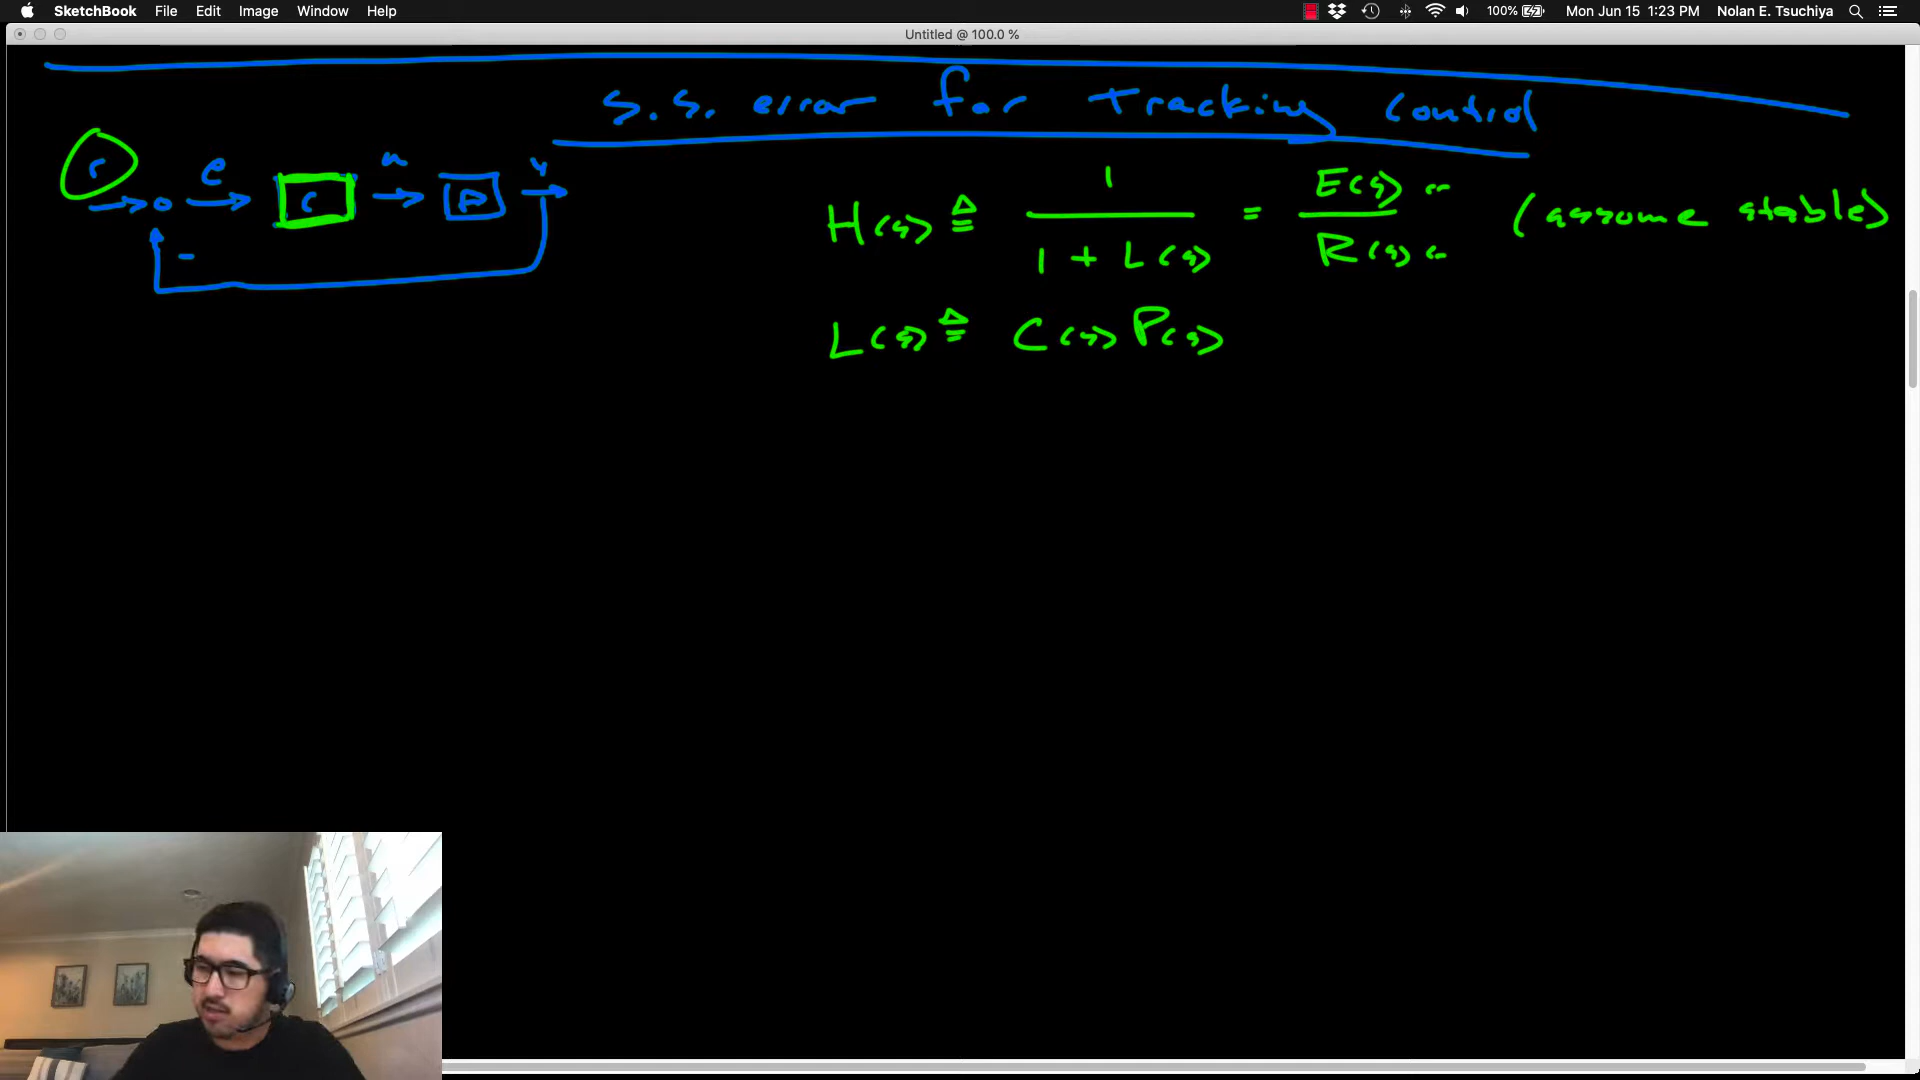 SketchBook File Edit Image Window Help 100% Mon Jun 15 1:23 PM Nolan E. Tsuchiya
Untitled @ 100.0 %
s.s. error for tracking control
r e C u P y
-
H(s) ≜ 1 / (1 + L(s)) = E(s) / R(s) (assume stable)
L(s) ≜ C(s) P(s)